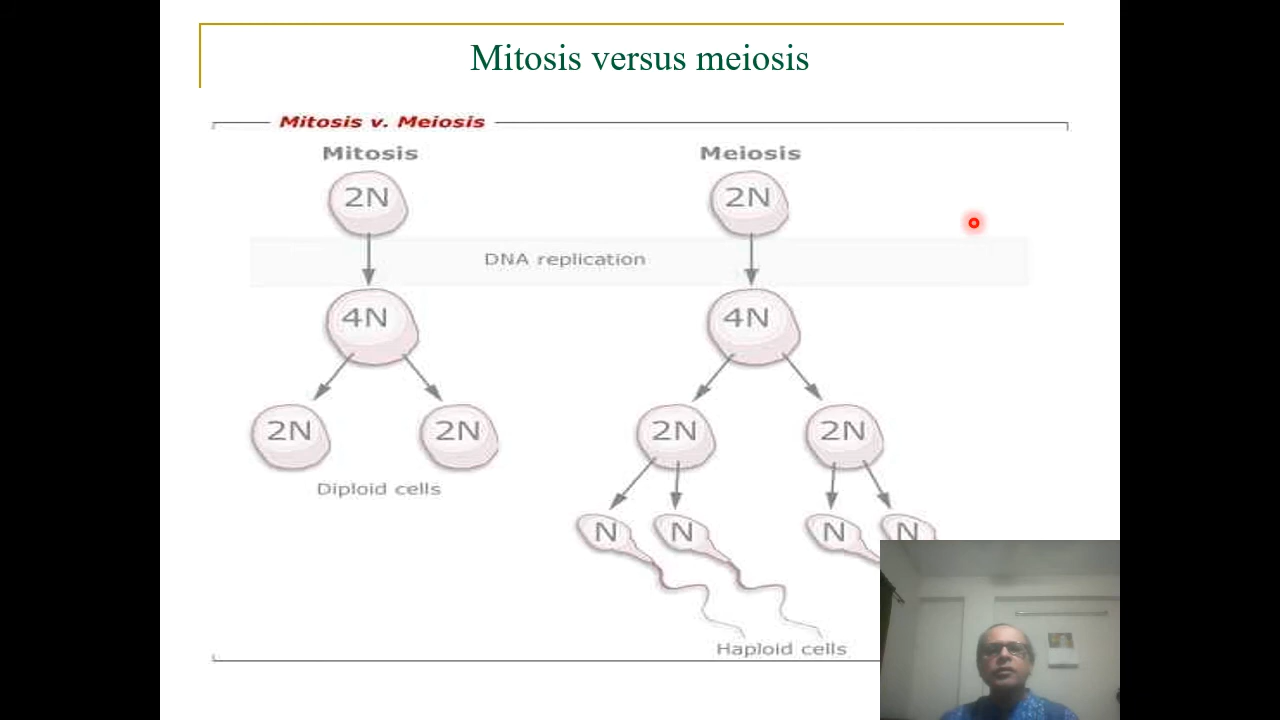 Mitosis versus meiosis
Mitosis v. Meiosis
Mitosis
Meiosis
2N
2N
DNA replication
4N
4N
2N
2N
2N
2N
Diploid cells
N
N
N
N
Haploid cells